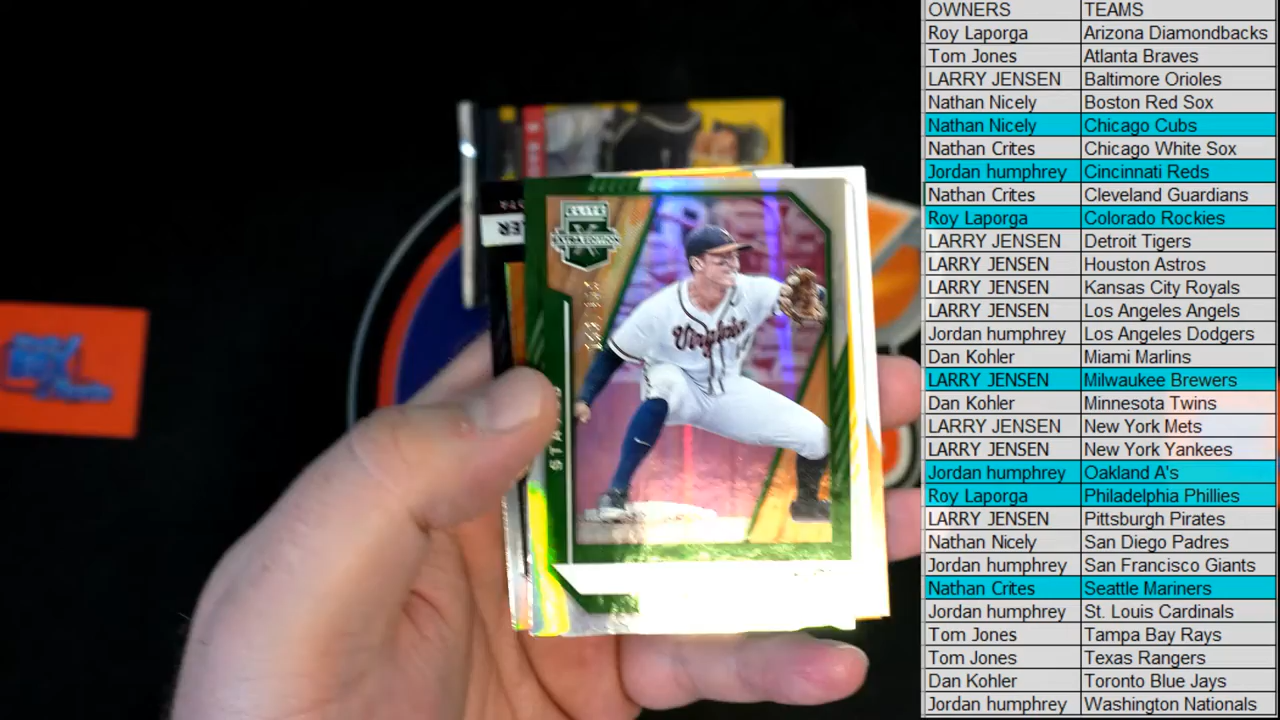 OWNERS TEAMS
Roy Laporga Arizona Diamondbacks
Tom Jones Atlanta Braves
LARRY JENSEN Baltimore Orioles
Nathan Nicely Boston Red Sox
Nathan Nicely Chicago Cubs
Nathan Crites Chicago White Sox
Jordan humphrey Cincinnati Reds
Nathan Crites Cleveland Guardians
Roy Laporga Colorado Rockies
LARRY JENSEN Detroit Tigers
LARRY JENSEN Houston Astros
LARRY JENSEN Kansas City Royals
LARRY JENSEN Los Angeles Angels
Jordan humphrey Los Angeles Dodgers
Dan Kohler Miami Marlins
LARRY JENSEN Milwaukee Brewers
Dan Kohler Minnesota Twins
LARRY JENSEN New York Mets
LARRY JENSEN New York Yankees
Jordan humphrey Oakland A's
Roy Laporga Philadelphia Phillies
LARRY JENSEN Pittsburgh Pirates
Nathan Nicely San Diego Padres
Jordan humphrey San Francisco Giants
Nathan Crites Seattle Mariners
Jordan humphrey St. Louis Cardinals
Tom Jones Tampa Bay Rays
Tom Jones Texas Rangers
Dan Kohler Toronto Blue Jays
Jordan humphrey Washington Nationals
ELITE
EXTRA EDITION
Virginia